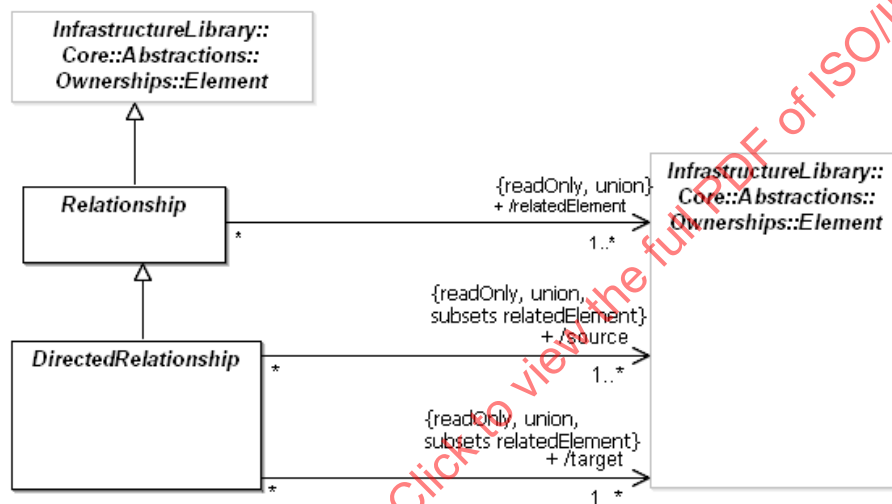 InfrastructureLibrary::
Core::Abstractions::
Ownerships::Element
Relationship
{readOnly, union}
+ /relatedElement
*
1..*
InfrastructureLibrary::
Core::Abstractions::
Ownerships::Element
DirectedRelationship
{readOnly, union,
subsets relatedElement}
+ /source
*
1..*
{readOnly, union,
subsets relatedElement}
+ /target
*
1..*
Click to view the full PDF of ISO/I